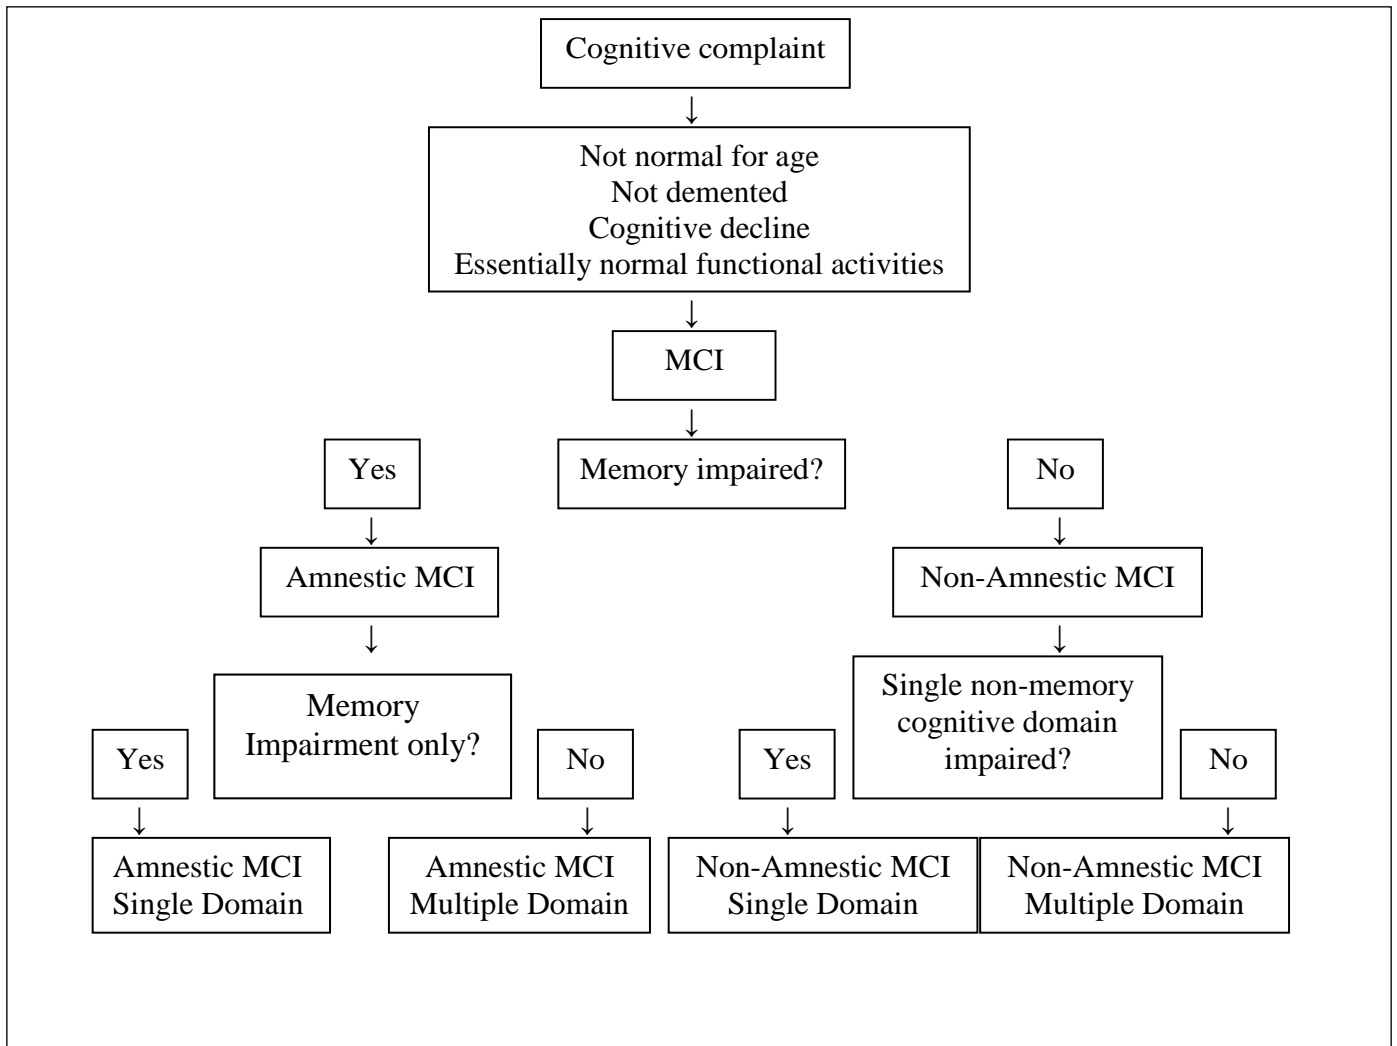 Cognitive complaint
↓
Not normal for age
Not demented
Cognitive decline
Essentially normal functional activities
↓
MCI
↓
Yes
Memory impaired?
No
↓
↓
Amnestic MCI
Non-Amnestic MCI
↓
↓
Memory
Impairment only?
Single non-memory
cognitive domain
impaired?
Yes
No
Yes
No
↓
↓
↓
↓
Amnestic MCI
Single Domain
Amnestic MCI
Multiple Domain
Non-Amnestic MCI
Single Domain
Non-Amnestic MCI
Multiple Domain